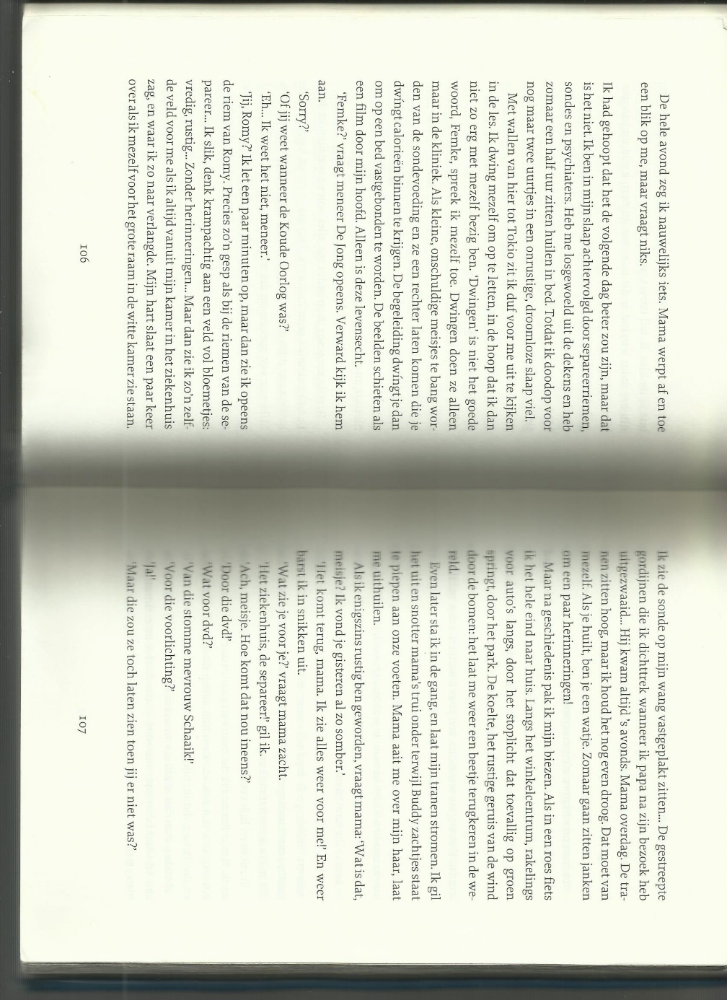 De hele avond zeg ik nauwelijks iets. Mama werpt af en toe
een blik op me, maar vraagt niks.
Ik had gehoopt dat het de volgende dag beter zou zijn, maar dat
is het niet. Ik ben in mijn slaap achtervolgd door separeerriemen,
sondes en psychiaters. Heb me losgewoeld uit de dekens en heb
zomaar een half uur zitten huilen in bed. Totdat ik doodop voor
nog maar twee uurtjes in een onrustige, droomloze slaap viel.
Met wallen van hier tot Tokio zit ik duf voor me uit te kijken
in de les. Ik dwing mezelf om op te letten, in de hoop dat ik dan
niet zo erg met mezelf bezig ben. ‘Dwingen’ is niet het goede
woord, Femke, spreek ik mezelf toe. Dwingen doen ze alleen
maar in de kliniek. Als kleine, onschuldige meisjes te bang wor-
den van de sondevoeding en ze een rechter laten komen die je
dwíngt calorieën binnen te krijgen. De begeleiding dwíngt je dan
om op een bed vastgebonden te worden. De beelden schieten als
een film door mijn hoofd. Alleen is deze levensecht.
‘Femke?’ vraagt meneer De Jong opeens. Verward kijk ik hem
aan.
‘Sorry?’
‘Of jij weet wanneer de Koude Oorlog was?’
‘Eh... Ik weet het niet, meneer.’
‘Jij, Romy?’ Ik let een paar minuten op, maar dan zie ik opeens
de riem van Romy. Precies zo’n gesp als bij de riemen van de se-
pareer... Ik slik, denk krampachtig aan een veld vol bloemetjes:
vredig, rustig... Zonder herinneringen... Maar dan zie ik zo’n zelf-
de veld voor me als ik altijd vanuit mijn kamer in het ziekenhuis
zag, en waar ik zo naar verlangde. Mijn hart slaat een paar keer
over als ik mezelf voor het grote raam in de witte kamer zie staan.
106
Ik zie de sonde op mijn wang vastgeplakt zitten... De gestreepte
gordijnen die ik dichttrek wanneer ik papa na zijn bezoek heb
uitgezwaaid... Hij kwam altijd ’s avonds. Mama overdag. De tra-
nen zitten hoog, maar ik houd het nog even droog. Dat moet van
mezelf. Als je huilt, ben je een watje. Zomaar gaan zitten janken
om een paar herinneringen!
Maar na geschiedenis pak ik mijn biezen. Als in een roes fiets
ik het hele eind naar huis. Langs het winkelcentrum, rakelings
voor auto’s langs, door het stoplicht dat toevallig op groen
springt, door het park. De koelte, het rustige geruis van de wind
door de bomen: het laat me weer een beetje terugkeren in de we-
reld.
Even later sta ik in de gang, en laat mijn tranen stromen. Ik gil
het uit en snotter mama’s trui onder terwijl Buddy zachtjes staat
te piepen aan onze voeten. Mama aait me over mijn haar, laat
me uithuilen.
Als ik enigszins rustig ben geworden, vraagt mama: ‘Wat is dat,
meisje? Ik vond je gisteren al zo somber.’
‘Het komt terug, mama. Ik zie alles weer voor me!’ En weer
barst ik in snikken uit.
‘Wat zie je voor je?’ vraagt mama zacht.
‘Het ziekenhuis, de separeer!’ gil ik.
‘Ach, meisje. Hoe komt dat nou ineens?’
‘Door die dvd!’
‘Wat voor dvd?’
‘Van die stomme mevrouw Schaaik!’
‘Voor die voorlichting?’
‘Ja!’
‘Maar die zou ze toch laten zien toen jij er niet was?’
107